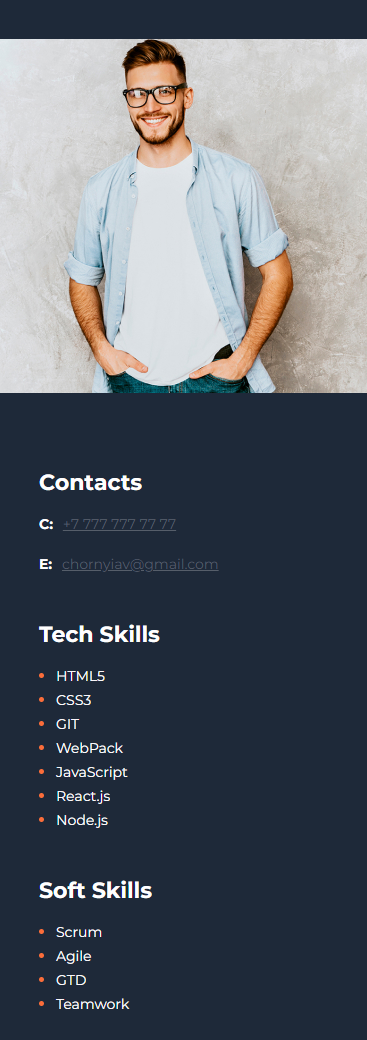 Contacts
C: +7 777 777 77 77
E: chornyiav@gmail.com
Tech Skills
HTML5
CSS3
GIT
WebPack
JavaScript
React.js
Node.js
Soft Skills
Scrum
Agile
GTD
Teamwork